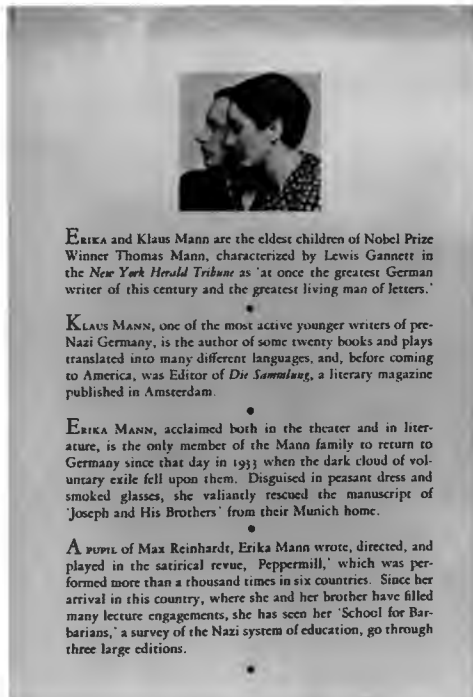 ERIKA and Klaus Mann are the eldest children of Nobel Prize
Winner Thomas Mann, characterized by Lewis Gannett in
the New York Herald Tribune as 'at once the greatest German
writer of this century and the greatest living man of letters.'
•
KLAUS MANN, one of the most active younger writers of pre-
Nazi Germany, is the author of some twenty books and plays
translated into many different languages, and, before coming
to America, was Editor of Die Sammlung, a literary magazine
published in Amsterdam.
•
ERIKA MANN, acclaimed both in the theater and in liter-
ature, is the only member of the Mann family to return to
Germany since that day in 1933 when the dark cloud of vol-
untary exile fell upon them. Disguised in peasant dress and
smoked glasses, she valiantly rescued the manuscript of
'Joseph and His Brothers' from their Munich home.
•
A PUPIL of Max Reinhardt, Erika Mann wrote, directed, and
played in the satirical revue, 'Peppermill,' which was per-
formed more than a thousand times in six countries. Since her
arrival in this country, where she and her brother have filled
many lecture engagements, she has seen her 'School for Bar-
barians,' a survey of the Nazi system of education, go through
three large editions.
•